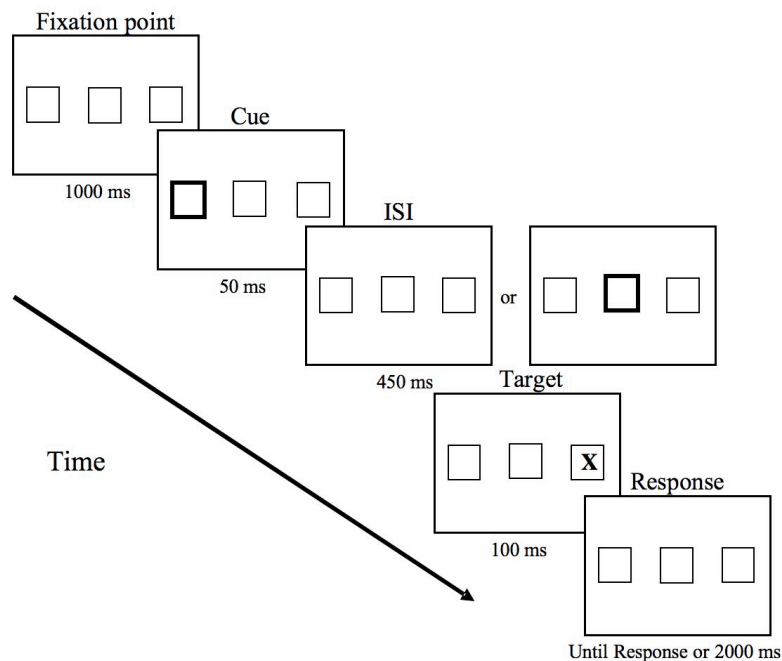 Fixation point
1000 ms
Cue
50 ms
ISI
or
450 ms
Target
X
100 ms
Time
Response
Until Response or 2000 ms